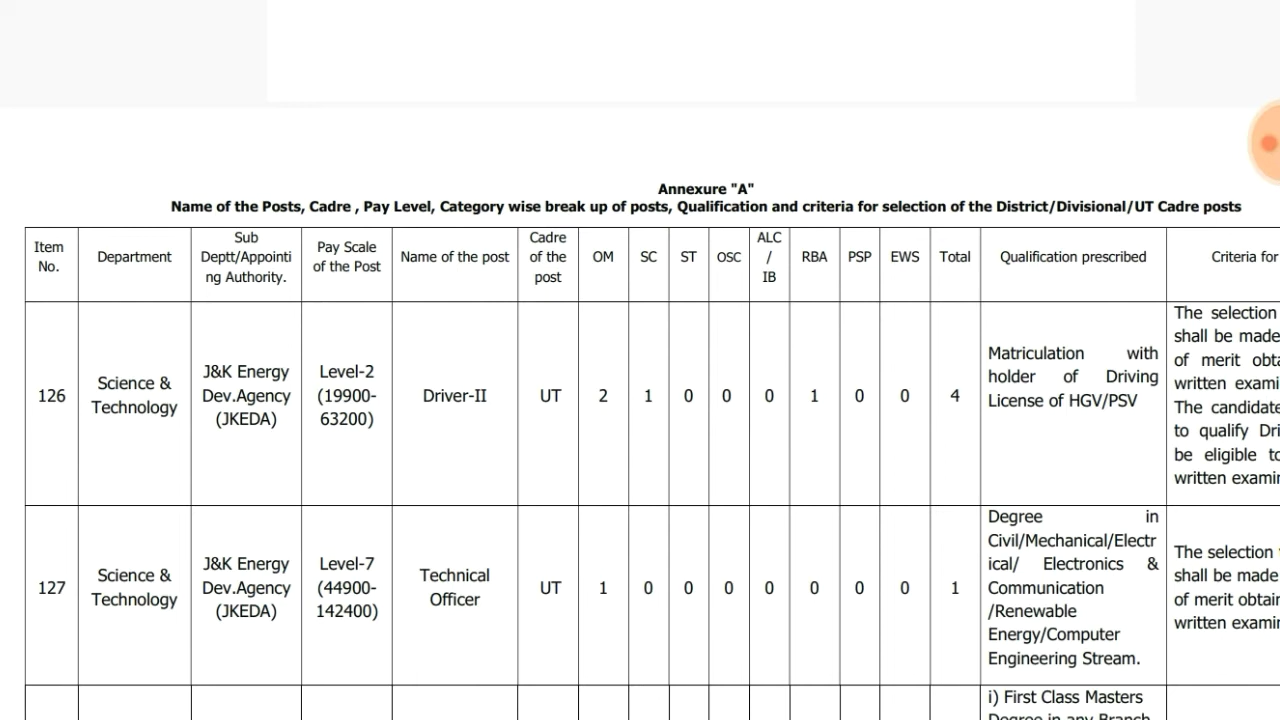 Annexure "A"
Name of the Posts, Cadre , Pay Level, Category wise break up of posts, Qualification and criteria for selection of the District/Divisional/UT Cadre posts
Item No.
Department
Sub Deptt/Appointi ng Authority.
Pay Scale of the Post
Name of the post
Cadre of the post
OM
SC
ST
OSC
ALC / IB
RBA
PSP
EWS
Total
Qualification prescribed
Criteria for
126
Science & Technology
J&K Energy Dev.Agency (JKEDA)
Level-2 (19900- 63200)
Driver-II
UT
2
1
0
0
0
1
0
0
4
Matriculation with
holder of Driving
License of HGV/PSV
The selection
shall be made
of merit obta
written exami
The candidate
to qualify Dri
be eligible to
written examin
127
Science & Technology
J&K Energy Dev.Agency (JKEDA)
Level-7 (44900- 142400)
Technical Officer
UT
1
0
0
0
0
0
0
0
1
Degree in
Civil/Mechanical/Electr
ical/ Electronics &
Communication
/Renewable
Energy/Computer
Engineering Stream.
The selection
shall be made
of merit obtain
written examin
i) First Class Masters
Degree in any Branch